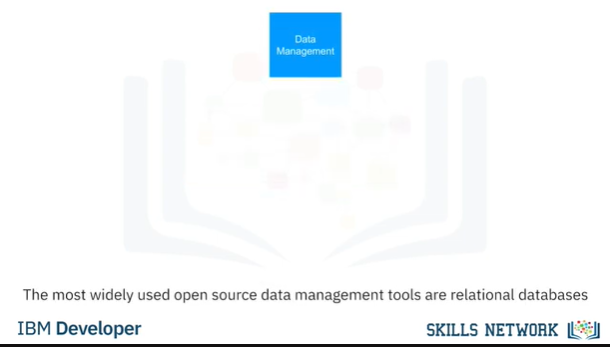 Data
Management
The most widely used open source data management tools are relational databases
IBM Developer
SKILLS NETWORK